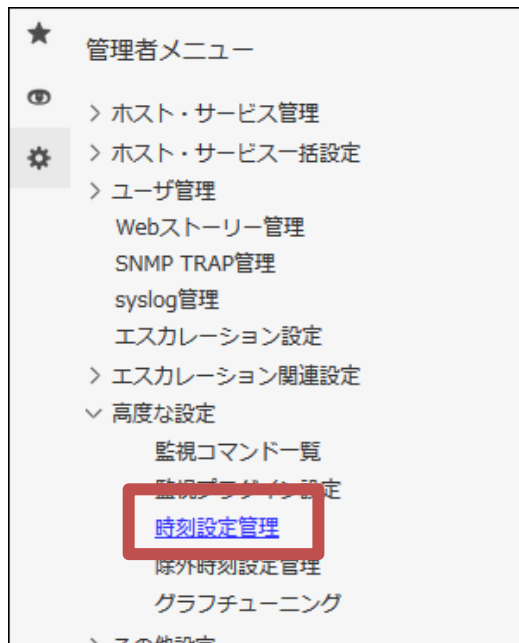 管理者メニュー
ホスト・サービス管理
ホスト・サービス一括設定
ユーザ管理
Webストーリー管理
SNMP TRAP管理
syslog管理
エスカレーション設定
エスカレーション関連設定
高度な設定
監視コマンド一覧
監視プラグイン設定
時刻設定管理
除外時刻設定管理
グラフチューニング
その他設定